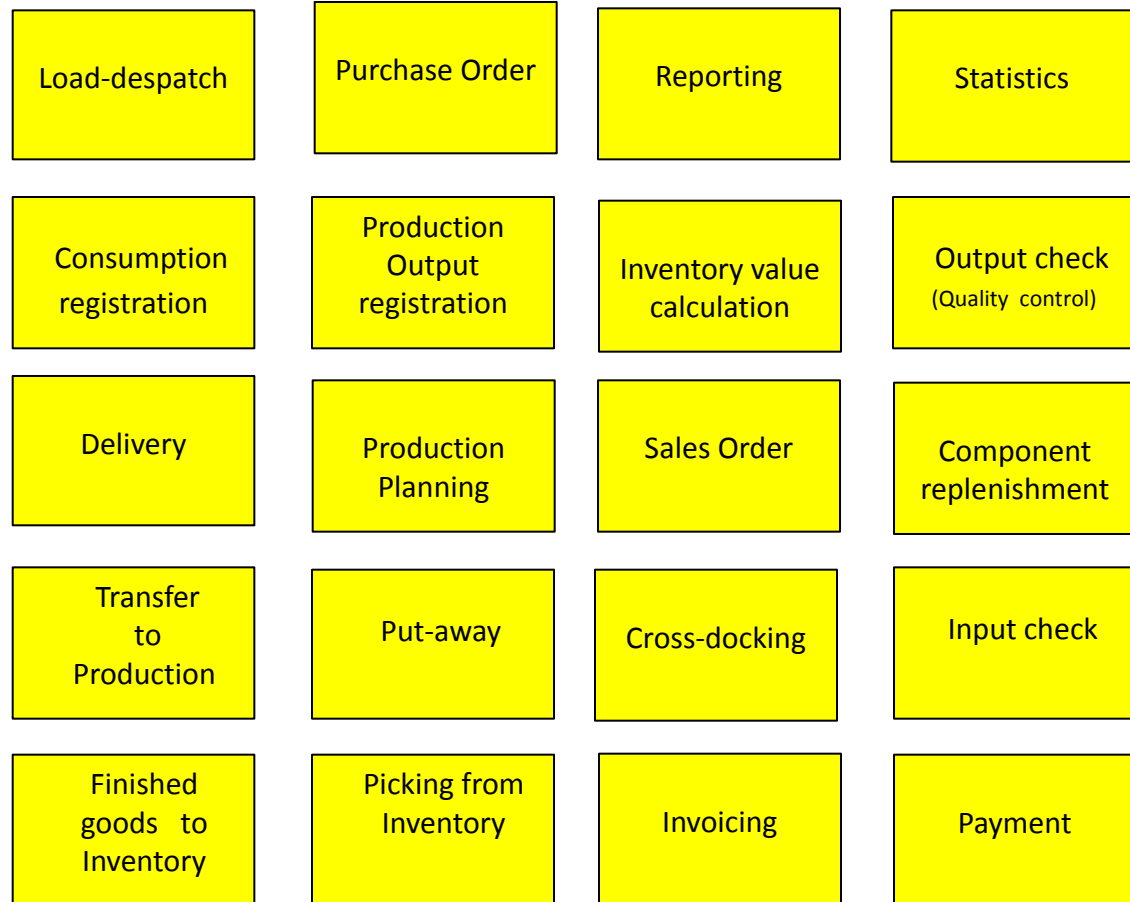 Load-despatch
Purchase Order
Reporting
Statistics
Consumption
registration
Production
Output
registration
Inventory value
calculation
Output check
(Quality control)
Delivery
Production
Planning
Sales Order
Component
replenishment
Transfer
to
Production
Put-away
Cross-docking
Input check
Finished
goods to
Inventory
Picking from
Inventory
Invoicing
Payment